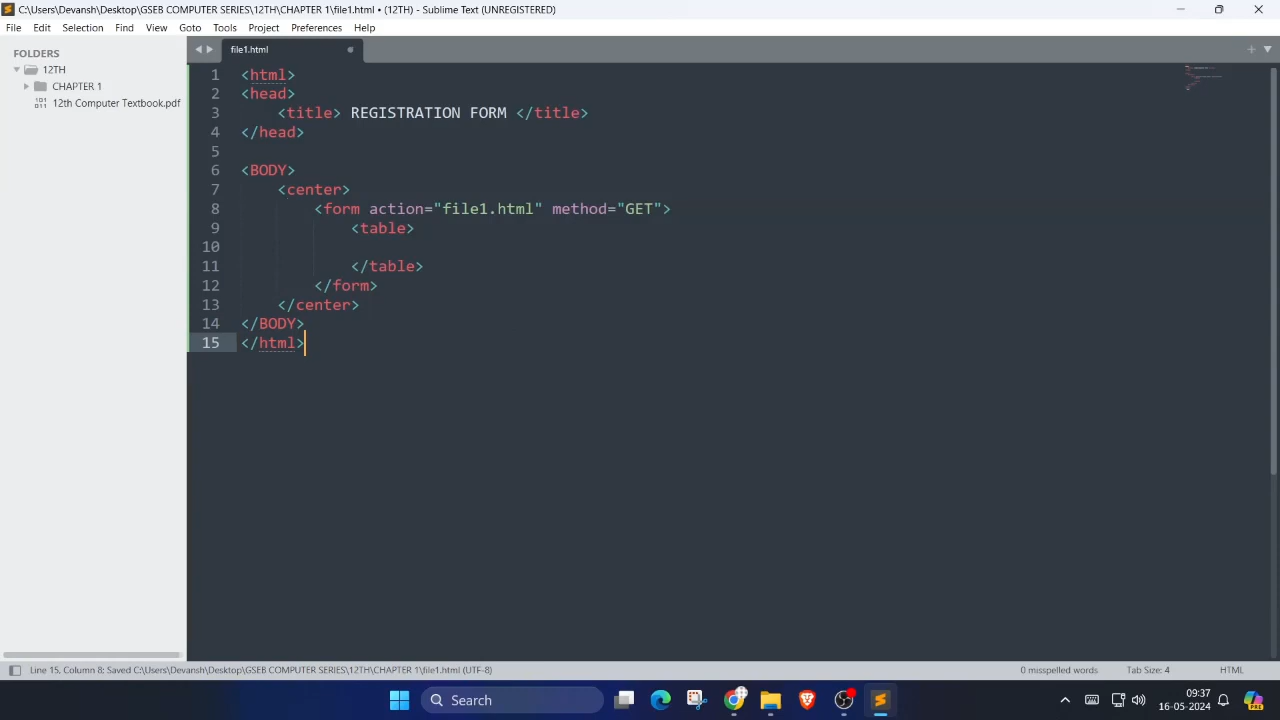 C:\Users\Devansh\Desktop\GSEB COMPUTER SERIES\12TH\CHAPTER 1\file1.html • (12TH) - Sublime Text (UNREGISTERED)
File Edit Selection Find View Goto Tools Project Preferences Help
FOLDERS
12TH
CHAPTER 1
12th Computer Textbook.pdf
file1.html
1 <html>
2 <head>
3 <title> REGISTRATION FORM </title>
4 </head>
5
6 <BODY>
7 <center>
8 <form action="file1.html" method="GET">
9 <table>
10
11 </table>
12 </form>
13 </center>
14 </BODY>
15 </html>
Line 15, Column 8; Saved C:\Users\Devansh\Desktop\GSEB COMPUTER SERIES\12TH\CHAPTER 1\file1.html (UTF-8) 0 misspelled words Tab Size: 4 HTML
Search
09:37
16-05-2024